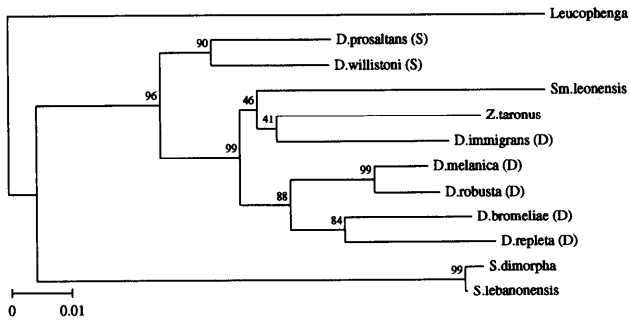 Leucophenga
90 D.prosaltans (S)
D.willistoni (S)
96
46 Sm.leonensis
Z.taronus
41
D.immigrans (D)
99
D.melanica (D)
99
D.robusta (D)
88
D.bromeliae (D)
84
D.repleta (D)
99 S.dimorpha
S.lebanonensis
0 0.01